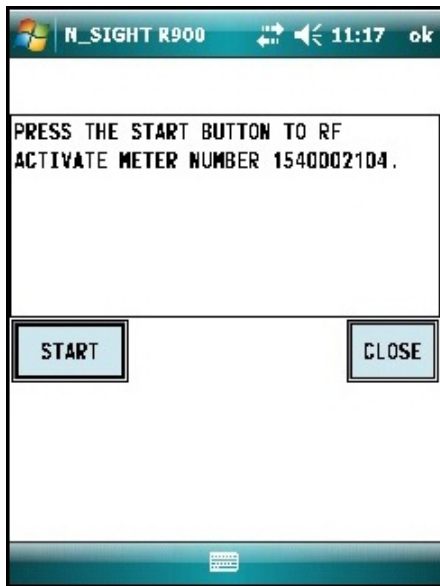 N_SIGHT R900 11:17 ok
PRESS THE START BUTTON TO RF
ACTIVATE METER NUMBER 1540002104.
START CLOSE